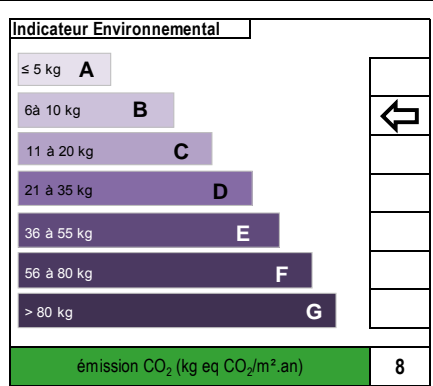 Indicateur Environnemental
≤ 5 kg A
6à 10 kg B
11 à 20 kg C
21 à 35 kg D
36 à 55 kg E
56 à 80 kg F
> 80 kg G
émission CO₂ (kg eq CO₂/m².an) 8